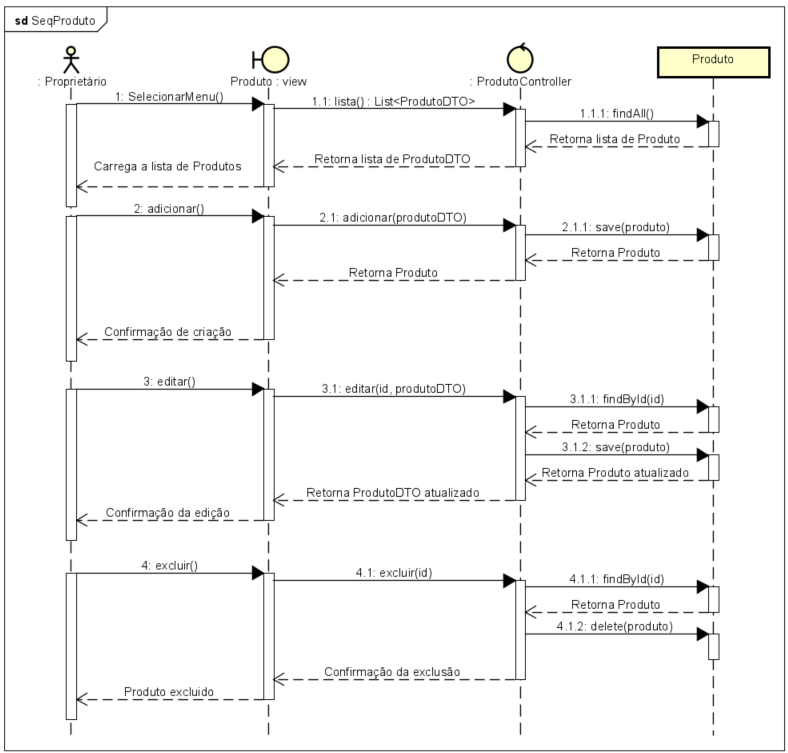 sd SeqProduto
: Proprietário
Produto : view
: ProdutoController
Produto
1: SelecionarMenu()
1.1: lista() : List<ProdutoDTO>
1.1.1: findAll()
Retorna lista de Produto
Retorna lista de ProdutoDTO
Carrega a lista de Produtos
2: adicionar()
2.1: adicionar(produtoDTO)
2.1.1: save(produto)
Retorna Produto
Retorna Produto
Confirmação de criação
3: editar()
3.1: editar(id, produtoDTO)
3.1.1: findById(id)
Retorna Produto
3.1.2: save(produto)
Retorna Produto atualizado
Retorna ProdutoDTO atualizado
Confirmação da edição
4: excluir()
4.1: excluir(id)
4.1.1: findById(id)
Retorna Produto
4.1.2: delete(produto)
Confirmação da exclusão
Produto excluido